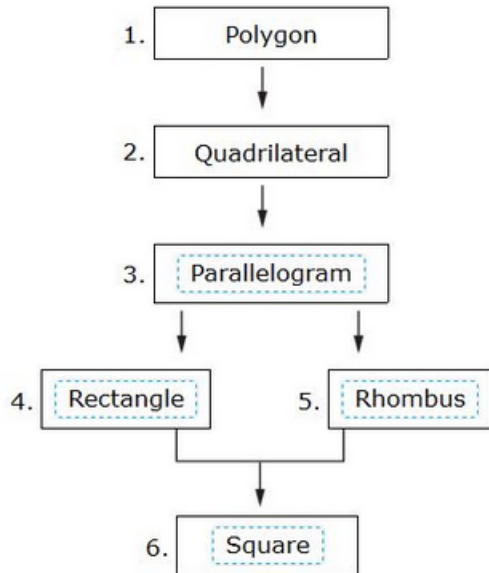 1. Polygon
2. Quadrilateral
3. Parallelogram
4. Rectangle 5. Rhombus
6. Square